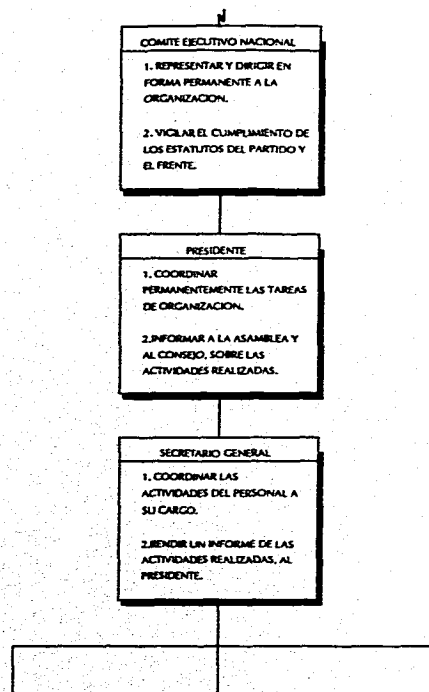 COMITE EJECUTIVO NACIONAL
1. REPRESENTAR Y DIRIGIR EN
FORMA PERMANENTE A LA
ORGANIZACION.
2. VIGILAR EL CUMPLIMIENTO DE
LOS ESTATUTOS DEL PARTIDO Y
EL FRENTE.
PRESIDENTE
1. COORDINAR
PERMANENTEMENTE LAS TAREAS
DE ORGANIZACION.
2.INFORMAR A LA ASAMBLEA Y
AL CONSEJO, SOBRE LAS
ACTIVIDADES REALIZADAS.
SECRETARIO GENERAL
1. COORDINAR LAS
ACTIVIDADES DEL PERSONAL A
SU CARGO.
2.RENDIR UN INFORME DE LAS
ACTIVIDADES REALIZADAS, AL
PRESIDENTE.